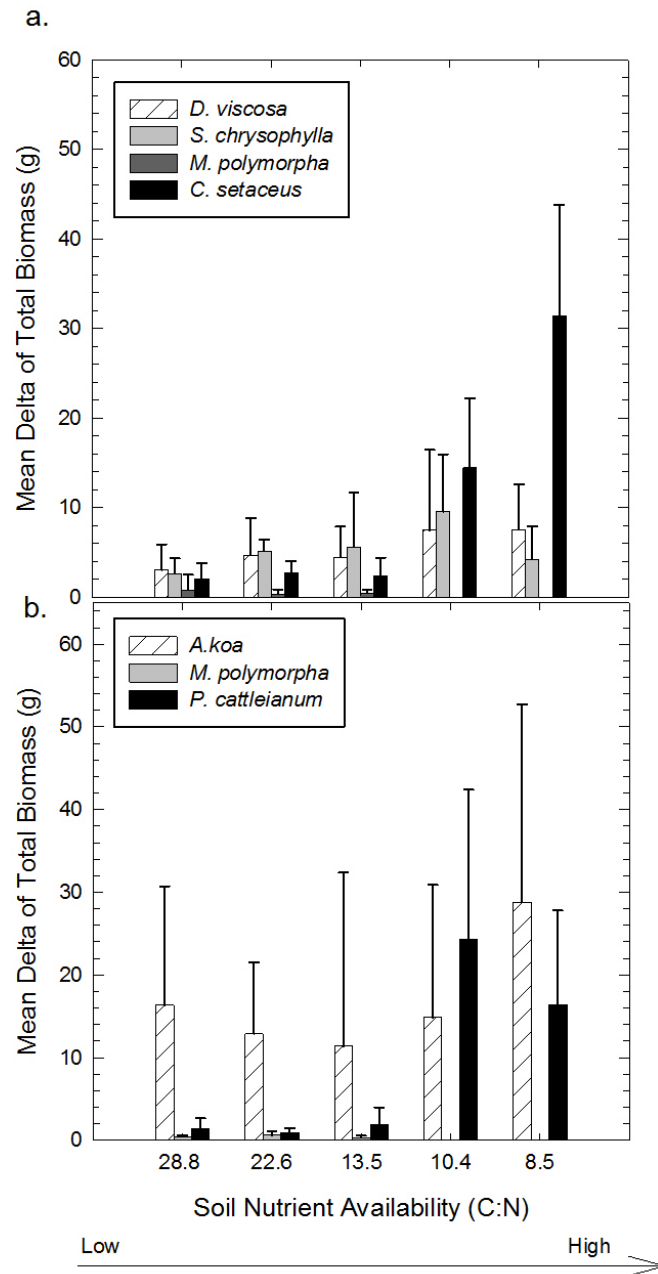 a.
60
50
40
30
20
10
0
Mean Delta of Total Biomass (g)
D. viscosa
S. chrysophylla
M. polymorpha
C. setaceus
b.
60
50
40
30
20
10
0
Mean Delta of Total Biomass (g)
A.koa
M. polymorpha
P. cattleianum
28.8 22.6 13.5 10.4 8.5
Soil Nutrient Availability (C:N)
Low High